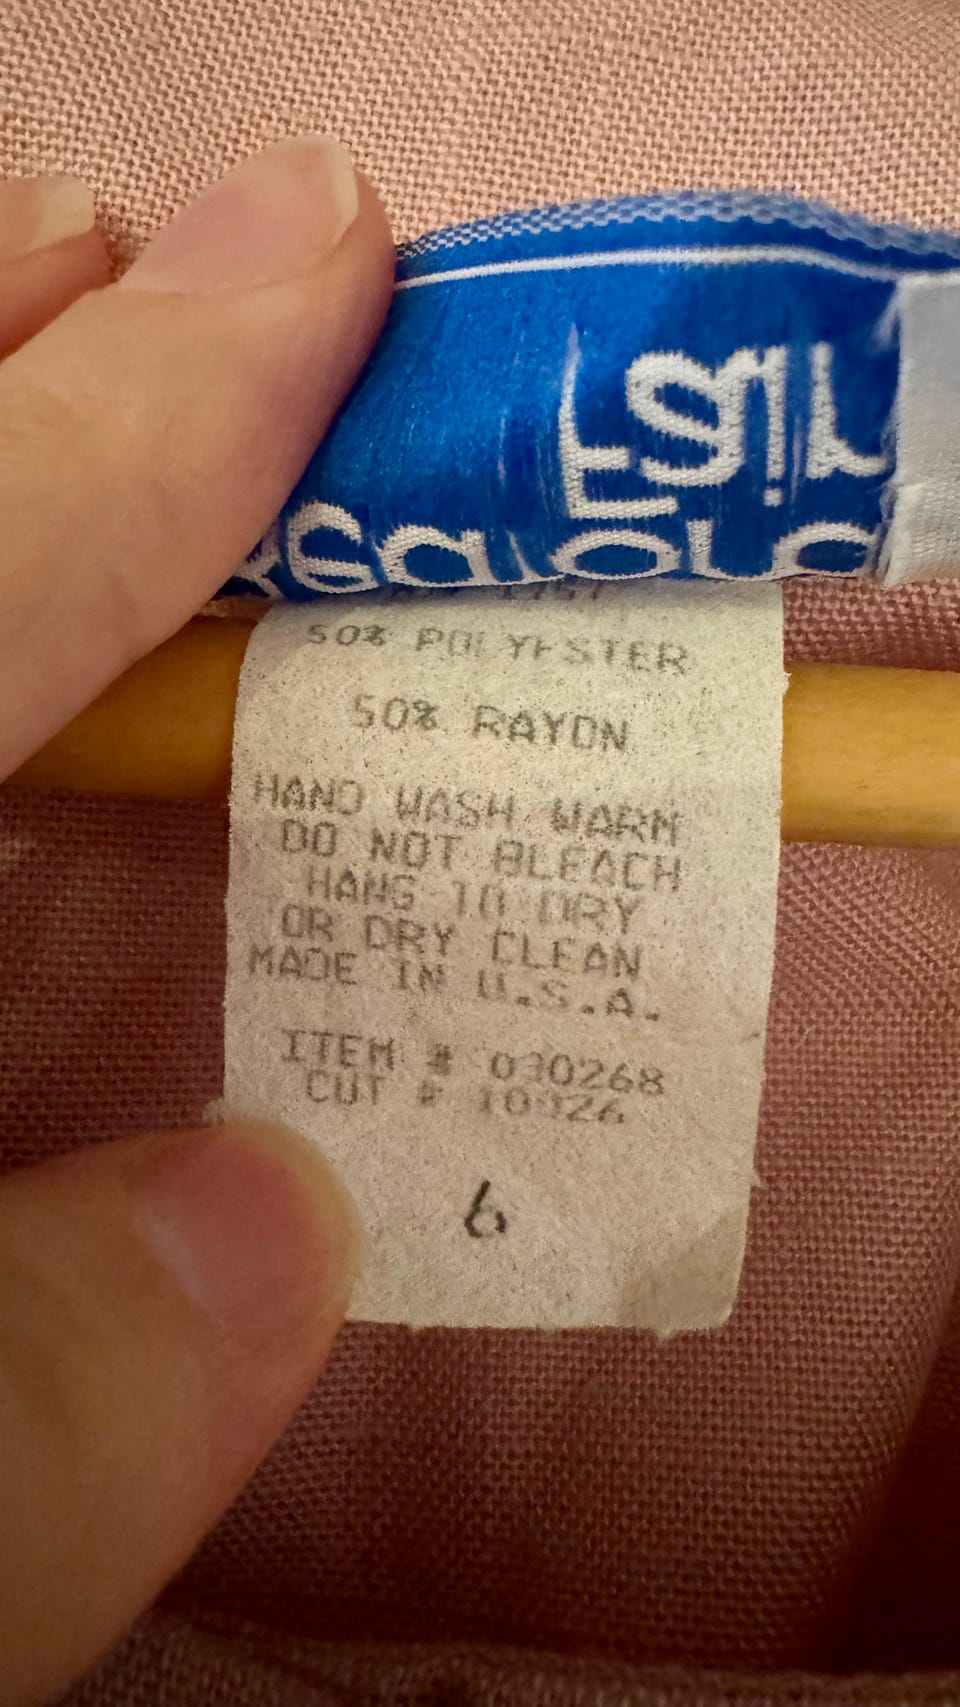 50% POLYESTER
50% RAYON
HAND WASH WARM
DO NOT BLEACH
HANG TO DRY
OR DRY CLEAN
MADE IN U.S.A.
ITEM # 030268
CUT #
6